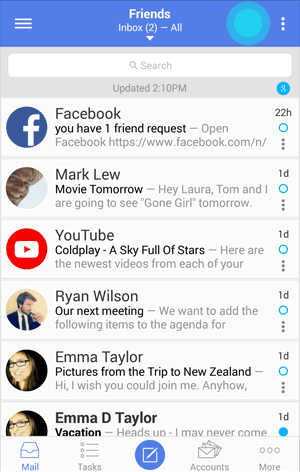 Friends
Inbox (2) — All
Search
Updated 2:10PM
8
Facebook 22h
you have 1 friend request — Open
Facebook https://www.facebook.com/n/
Mark Lew 1d
Movie Tomorrow — Hey Laura, Tom and I
are going to see "Gone Girl" tomorrow.
YouTube 1d
Coldplay - A Sky Full Of Stars — Here are
the newest videos from each of your
Ryan Wilson 1d
Our next meeting — We want to add the
following items to the agenda for
Emma Taylor 1d
Pictures from the Trip to New Zealand
— Hi, I wish you could join me. Anyhow,
Emma D Taylor 1d
Vacation — Heads up - I may never come
Mail Tasks Accounts More